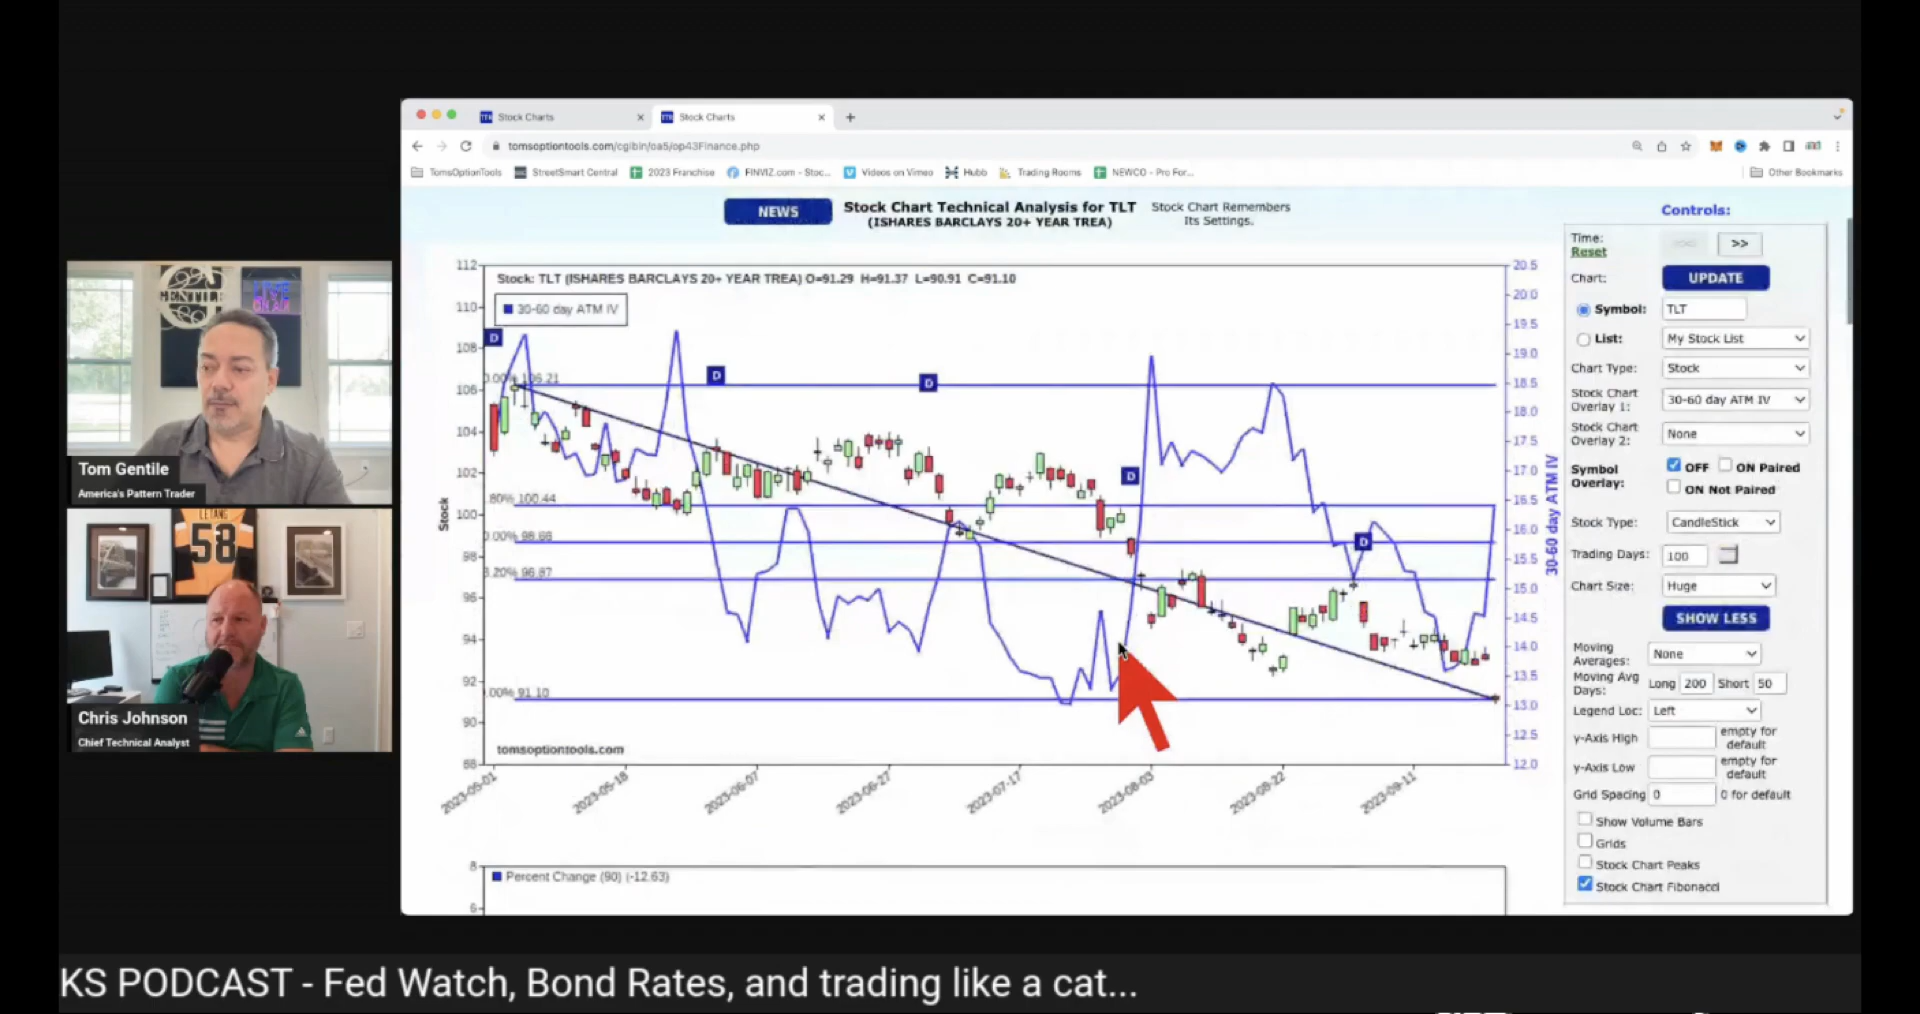 Stock Charts
Stock Charts
tomsoptiontools.com/cgibin/oa5/op43Finance.php
TomsOptionTools
StreetSmart Central
2023 Franchise
FINVIZ.com - Stoc...
Videos on Vimeo
Hubb
Trading Rooms
NEWCO - Pro For...
Other Bookmarks
NEWS
Stock Chart Technical Analysis for TLT
(ISHARES BARCLAYS 20+ YEAR TREA)
Stock Chart Remembers
Its Settings.
Stock: TLT (ISHARES BARCLAYS 20+ YEAR TREA) O=91.29 H=91.37 L=90.91 C=91.10
30-60 day ATM IV
112
110
108
106
104
102
100
98
96
94
92
90
88
Stock
D
D
D
D
D
0.00% 106.21
.80% 100.44
0.00% 98.66
3.20% 96.87
.00% 91.10
20.5
20.0
19.5
19.0
18.5
18.0
17.5
17.0
16.5
16.0
15.5
15.0
14.5
14.0
13.5
13.0
12.5
12.0
30-60 day ATM IV
tomsoptiontools.com
2023-05-01
2023-05-18
2023-06-07
2023-06-27
2023-07-17
2023-08-03
2023-08-22
2023-09-11
8
6
Percent Change (90) (-12.63)
Controls:
Time:
Reset
>>
Chart:
UPDATE
Symbol:
TLT
List:
My Stock List
Chart Type:
Stock
Stock Chart
Overlay 1:
30-60 day ATM IV
Stock Chart
Overlay 2:
None
Symbol
Overlay:
OFF
ON Paired
ON Not Paired
Stock Type:
CandleStick
Trading Days:
100
Chart Size:
Huge
SHOW LESS
Moving
Averages:
None
Moving Avg
Days:
Long
200
Short
50
Legend Loc:
Left
y-Axis High
empty for
default
y-Axis Low
empty for
default
Grid Spacing
0
0 for default
Show Volume Bars
Grids
Stock Chart Peaks
Stock Chart Fibonacci
MENTILE
LIVE
ON AIR
Tom Gentile
America's Pattern Trader
LETANG
58
Chris Johnson
Chief Technical Analyst
KS PODCAST - Fed Watch, Bond Rates, and trading like a cat...